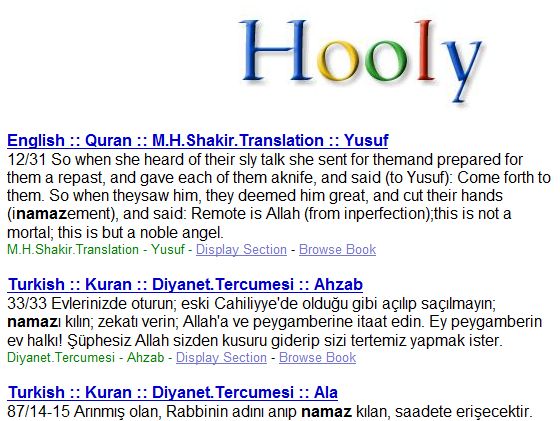 Hooly
English :: Quran :: M.H.Shakir.Translation :: Yusuf
12/31 So when she heard of their sly talk she sent for themand prepared for
them a repast, and gave each of them aknife, and said (to Yusuf): Come forth to
them. So when theysaw him, they deemed him great, and cut their hands
(inamazement), and said: Remote is Allah (from inperfection);this is not a
mortal; this is but a noble angel.
M.H.Shakir.Translation - Yusuf - Display Section - Browse Book
Turkish :: Kuran :: Diyanet.Tercumesi :: Ahzab
33/33 Evlerinizde oturun; eski Cahiliyye'de olduğu gibi açılıp saçılmayın;
namazı kılın; zekatı verin; Allah'a ve peygamberine itaat edin. Ey peygamberin
ev halkı! Şüphesiz Allah sizden kusuru giderip sizi tertemiz yapmak ister.
Diyanet.Tercumesi - Ahzab - Display Section - Browse Book
Turkish :: Kuran :: Diyanet.Tercumesi :: Ala
87/14-15 Arınmış olan, Rabbinin adını anıp namaz kılan, saadete erişecektir.